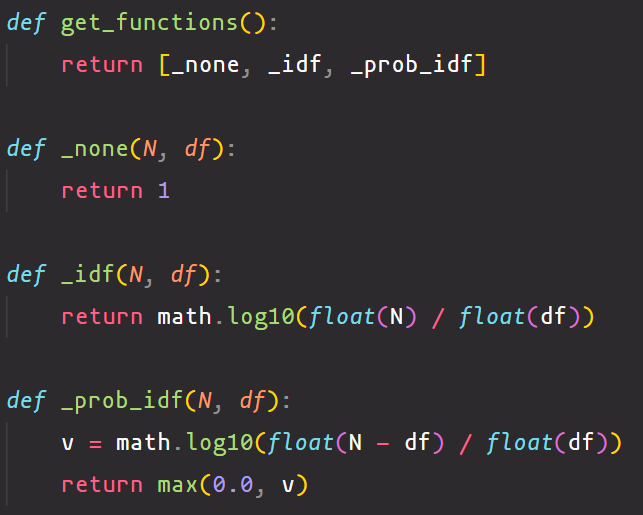 def get_functions():
    return [_none, _idf, _prob_idf]
def _none(N, df):
    return 1
def _idf(N, df):
    return math.log10(float(N) / float(df))
def _prob_idf(N, df):
    v = math.log10(float(N - df) / float(df))
    return max(0.0, v)